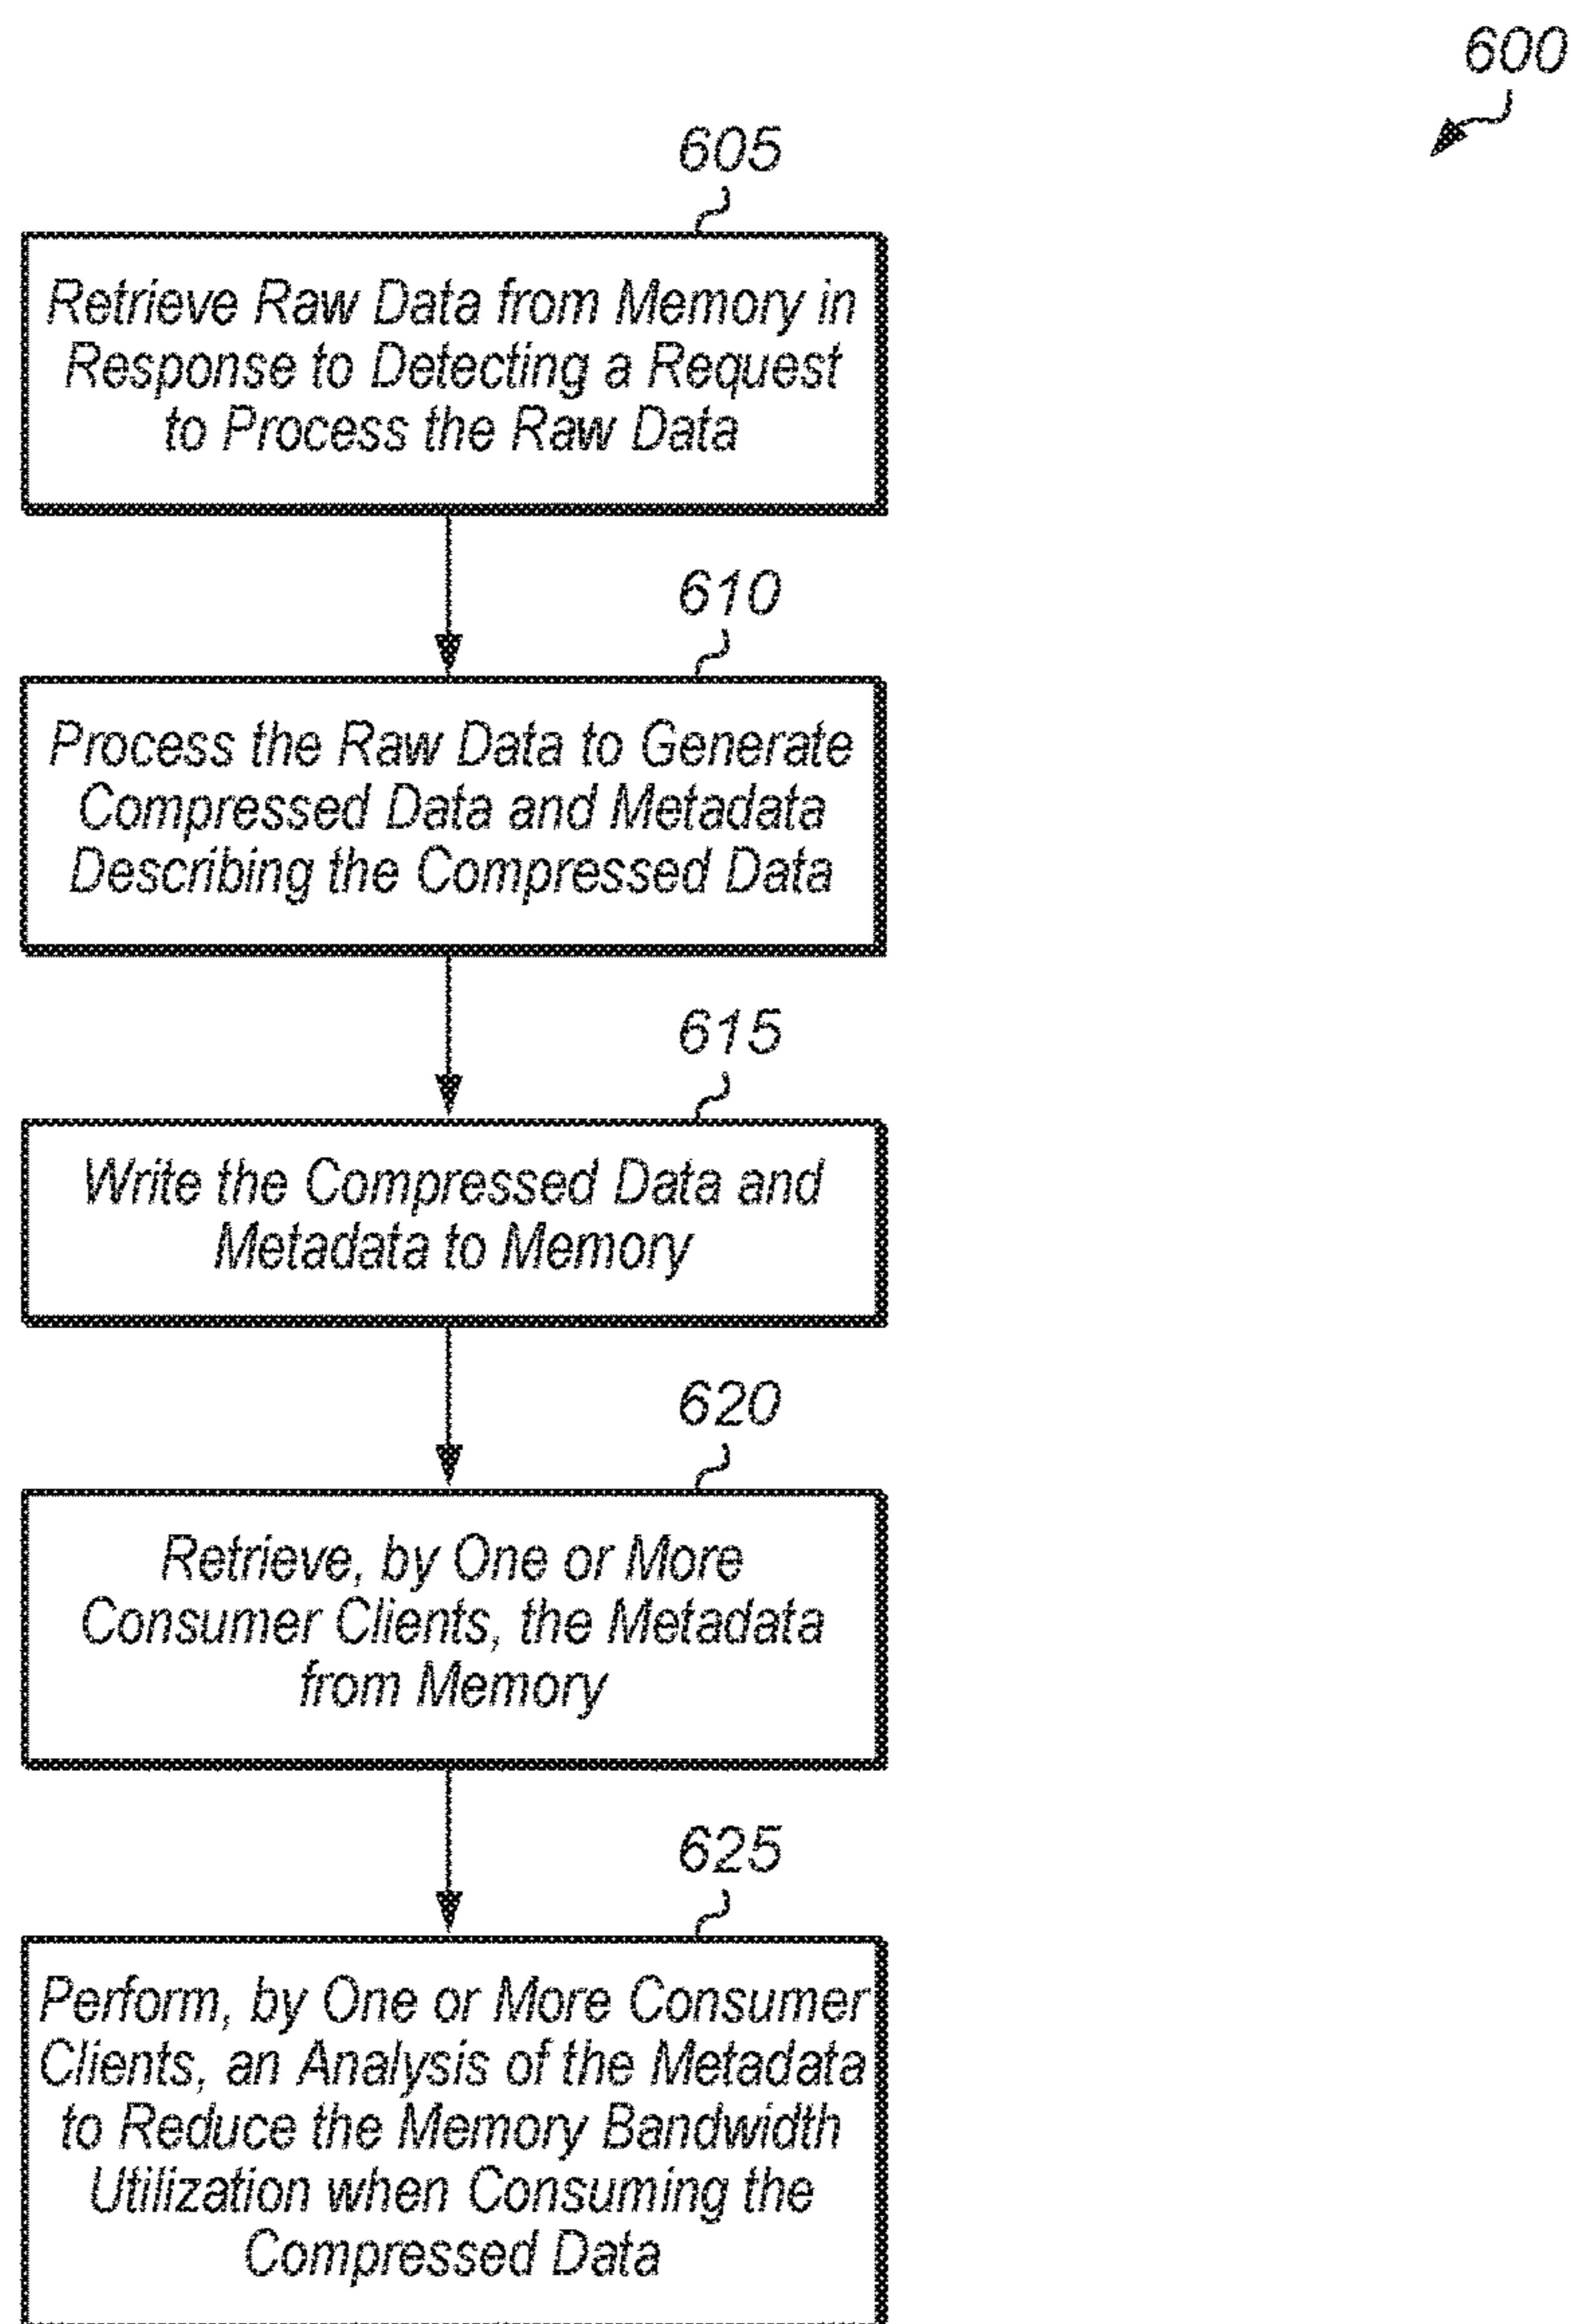 600
605
Retrieve Raw Data from Memory in
Response to Detecting a Request
to Process the Raw Data
610
Process the Raw Data to Generate
Compressed Data and Metadata
Describing the Compressed Data
615
Write the Compressed Data and
Metadata to Memory
620
Retrieve, by One or More
Consumer Clients, the Metadata
from Memory
625
Perform, by One or More Consumer
Clients, an Analysis of the Metadata
to Reduce the Memory Bandwidth
Utilization when Consuming the
Compressed Data